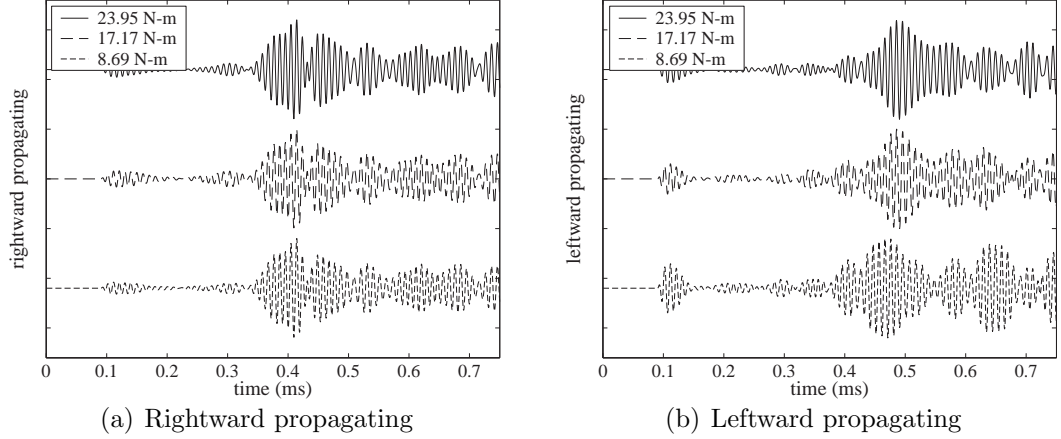 23.95 N-m
17.17 N-m
8.69 N-m
rightward propagating
0 0.1 0.2 0.3 0.4 0.5 0.6 0.7
time (ms)
(a) Rightward propagating
23.95 N-m
17.17 N-m
8.69 N-m
leftward propagating
0 0.1 0.2 0.3 0.4 0.5 0.6 0.7
time (ms)
(b) Leftward propagating